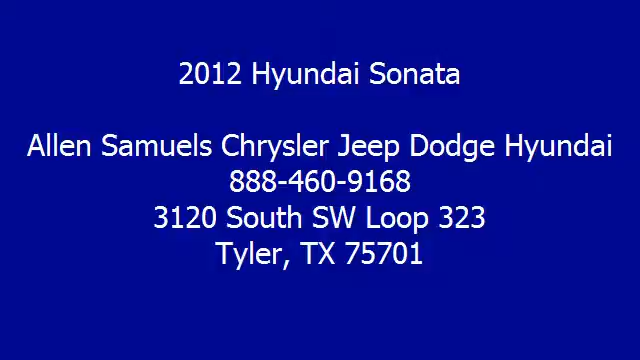 2012 Hyundai Sonata
Allen Samuels Chrysler Jeep Dodge Hyundai
888-460-9168
3120 South SW Loop 323
Tyler, TX 75701